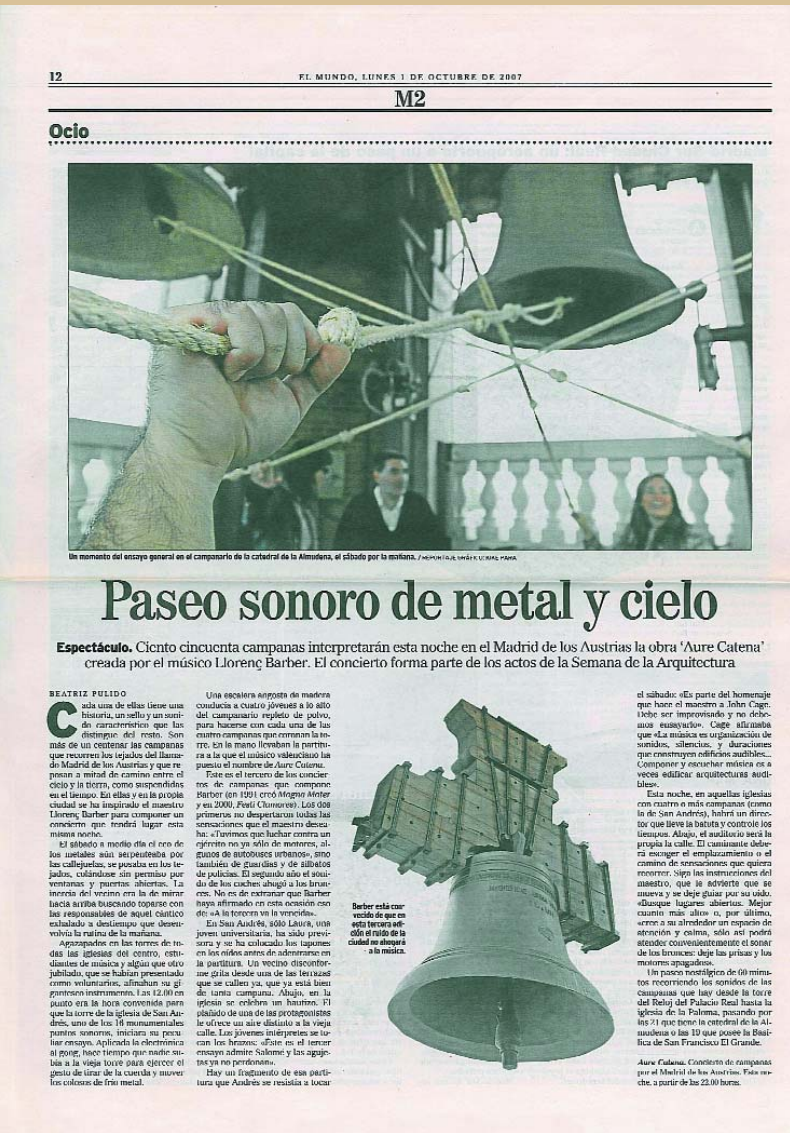 12
EL MUNDO, LUNES 1 DE OCTUBRE DE 2007
M2
Ocio
Un momento del ensayo general en el campanario de la catedral de la Almudena, el sábado por la mañana. / REPORTAJE GRÁFICO:
Paseo sonoro de metal y cielo
Espectáculo. Ciento cincuenta campanas interpretarán esta noche en el Madrid de los Austrias la obra ‘Aure Catena’
creada por el músico Llorenç Barber. El concierto forma parte de los actos de la Semana de la Arquitectura
BEATRIZ PULIDO
Cada una de ellas tiene una
historia, un sello y un soni-
do característico que las
distingue del resto. Son
más de un centenar las campanas
que recorren los tejados del llama-
do Madrid de los Austrias y que re-
posan a mitad de camino entre el
cielo y la tierra, como suspendidas
en el tiempo. En ellas y en la propia
ciudad se ha inspirado el maestro
Llorenç Barber para componer un
concierto que tendrá lugar esta
misma noche.
El sábado a medio día el eco de
los metales aún serpenteaba por
las callejuelas, se posaba en los te-
jados, colándose sin permiso por
ventanas y puertas abiertas. La
inercia del vecino era la de mirar
hacia arriba buscando toparse con
las responsables de aquel cántico
exhalado a destiempo que desen-
volvía la rutina de la mañana.
Agazapados en las torres de to-
das las iglesias del centro, estu-
diantes de música y algún que otro
jubilado, que se habían presentado
como voluntarios, afinaban su gi-
gantesco instrumento. Las 12.00 en
punto era la hora convenida para
que la torre de la iglesia de San An-
drés, uno de los 16 monumentales
puntos sonoros, iniciara su pecu-
liar ensayo. Aplicada la electrónica
al gong, hace tiempo que nadie su-
bía a la vieja torre para ejercer el
gesto de tirar de la cuerda y mover
los colosos de frío metal.
Una escalera angosta de madera
conducía a cuatro jóvenes a lo alto
del campanario repleto de polvo,
para hacerse con cada una de las
cuatro campanas que coronan la to-
rre. En la mano llevaban la partitu-
ra a la que el músico valenciano ha
puesto el nombre de Aure Catena.
Este es el tercero de los concier-
tos de campanas que compone
Barber (en 1991 creó Magna Mater
y en 2000, Festi Clamores). Los dos
primeros no despertaron todas las
sensaciones que el maestro desea-
ba: «Tuvimos que luchar contra un
ejército no ya sólo de motores, al-
gunos de autobuses urbanos», sino
también de guardias y de silbatos
de policías. El segundo año el soni-
do de los coches ahogó a los bron-
ces. No es de extrañar que Barber
haya afirmado en esta ocasión eso
de: «A la tercera va la vencida».
En San Andrés, sólo Laura, una
joven universitaria, ha sido previ-
sora y se ha colocado los tapones
en los oídos antes de adentrarse en
la partitura. Un vecino disconfor-
me grita desde una de las terrazas
que se callen ya, que ya está bien
de tanta campana. Abajo, en la
iglesia se celebra un bautizo. El
plañido de una de las protagonistas
le ofrece un aire distinto a la vieja
calle. Los jóvenes intérpretes se to-
can los brazos: «Este es el tercer
ensayo admite Salomé y las aguje-
tas ya no perdonan».
Hay un fragmento de esa parti-
tura que Andrés se resistía a tocar
Barber está con-
vecido de que en
esta tercera edi-
ción el ruido de la
ciudad no ahogará
a la música.
el sábado: «Es parte del homenaje
que hace el maestro a John Cage.
Debe ser improvisado y no debe-
mos ensayarlo». Cage afirmaba
que «La música es organización de
sonidos, silencios, y duraciones
que construyen edificios audibles...
Componer y escuchar música es a
veces edificar arquitecturas audi-
bles».
Esta noche, en aquellas iglesias
con cuatro o más campanas (como
la de San Andrés), habrá un direc-
tor que lleve la batuta y controle los
tiempos. Abajo, el auditorio será la
propia la calle. El caminante debe-
rá escoger el emplazamiento o el
camino de sensaciones que quiera
recorrer. Siga las instrucciones del
maestro, que le advierte que se
mueva y se deje guiar por su oído.
«Busque lugares abiertos. Mejor
cuanto más alto» o, por último,
«cree a su alrededor un espacio de
atención y calma, sólo así podrá
atender convenientemente el sonar
de los bronces: deje las prisas y los
motores apagados».
Un paseo nostálgico de 60 minu-
tos recorriendo los sonidos de las
campanas que hay desde la torre
del Reloj del Palacio Real hasta la
iglesia de la Paloma, pasando por
las 21 que tiene la catedral de la Al-
mudena o las 19 que posee la Basí-
lica de San Francisco El Grande.
Aure Catena. Concierto de campanas
por el Madrid de los Austrias. Esta no-
che, a partir de las 22.00 horas.